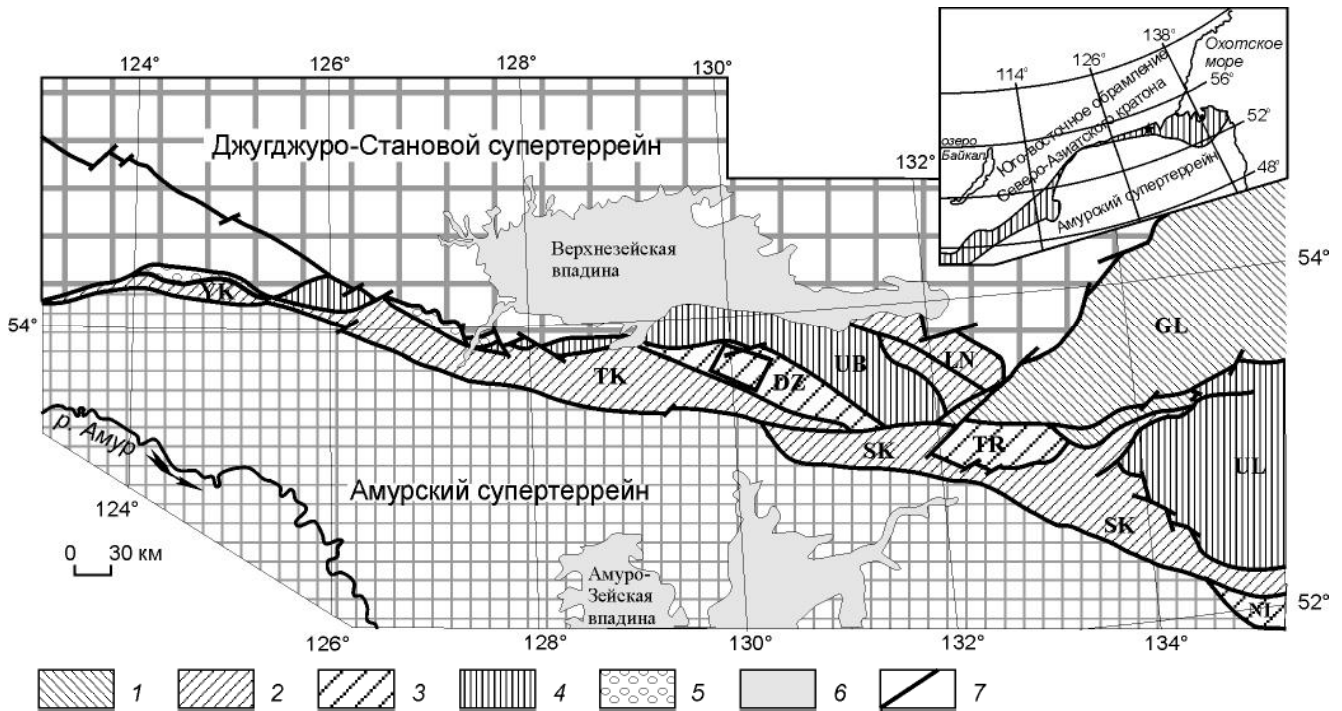 124°
126°
128°
130°
132°
54°
Джугджуро-Становой супертеррейн
Верхнезейская
впадина
Охотское
море
138°
126°
114°
56°
52°
48°
озеро
Байкал
Юго-восточное обрамление
Северо-Азиатского кратона
Амурский супертеррейн
54°
YK
TK
DZ
UB
LN
GL
SK
TR
UL
SK
NL
р. Амур
Амурский супертеррейн
124°
0 30 км
Амуро-
Зейская
впадина
52°
126°
128°
130°
132°
134°
1 2 3 4 5 6 7